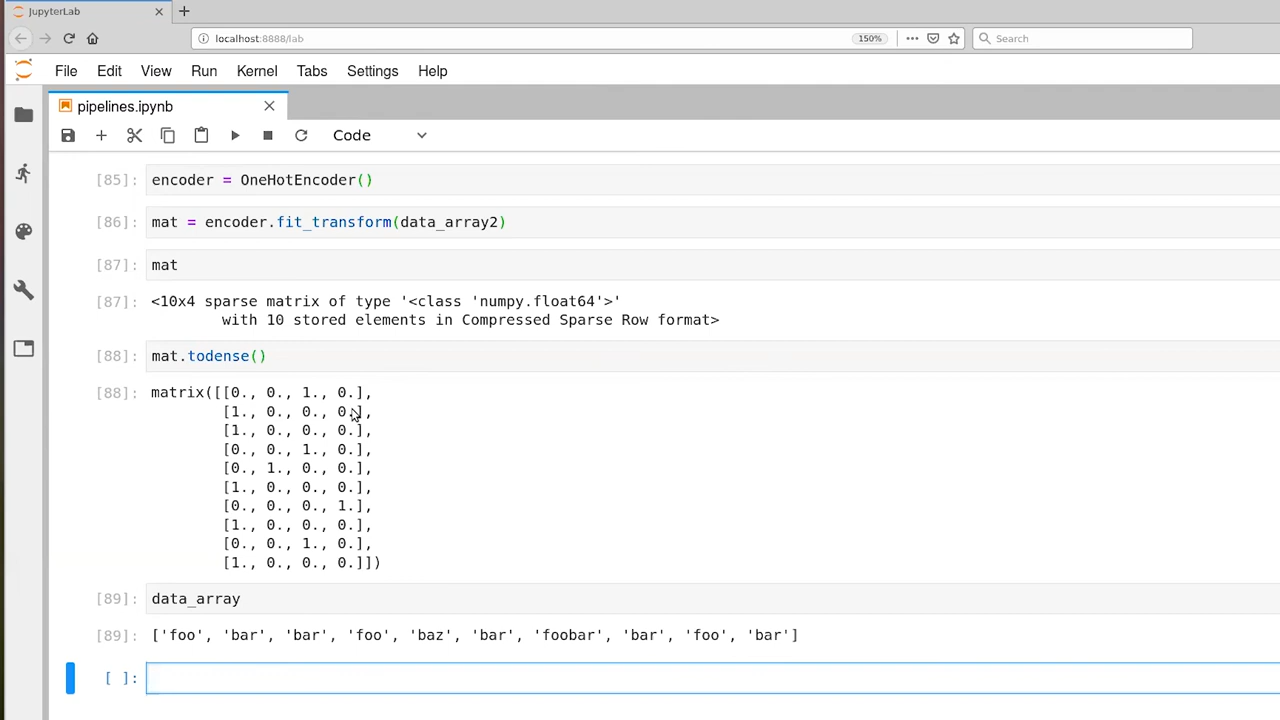 JupyterLab
localhost:8888/lab
150%
Search
File Edit View Run Kernel Tabs Settings Help
pipelines.ipynb
Code
[85]: encoder = OneHotEncoder()
[86]: mat = encoder.fit_transform(data_array2)
[87]: mat
[87]: <10x4 sparse matrix of type '<class 'numpy.float64'>'
with 10 stored elements in Compressed Sparse Row format>
[88]: mat.todense()
[88]: matrix([[0., 0., 1., 0.],
[1., 0., 0., 0.],
[1., 0., 0., 0.],
[0., 0., 1., 0.],
[0., 1., 0., 0.],
[1., 0., 0., 0.],
[0., 0., 0., 1.],
[1., 0., 0., 0.],
[0., 0., 1., 0.],
[1., 0., 0., 0.]])
[89]: data_array
[89]: ['foo', 'bar', 'bar', 'foo', 'baz', 'bar', 'foobar', 'bar', 'foo', 'bar']
[ ]: